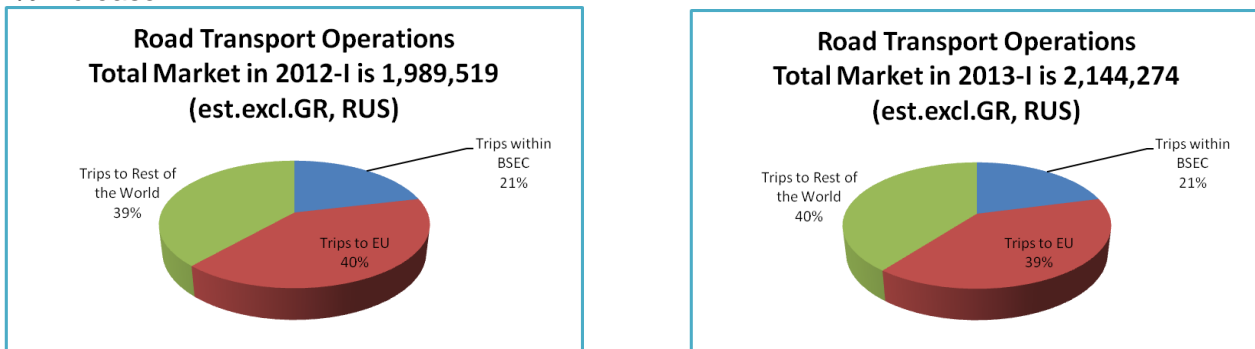 Road Transport Operations
Total Market in 2012-I is 1,989,519
(est.excl.GR, RUS)
Trips within
BSEC
21%
Trips to Rest of
the World
39%
Trips to EU
40%
Road Transport Operations
Total Market in 2013-I is 2,144,274
(est.excl.GR, RUS)
Trips within
BSEC
21%
Trips to Rest of
the World
40%
Trips to EU
39%